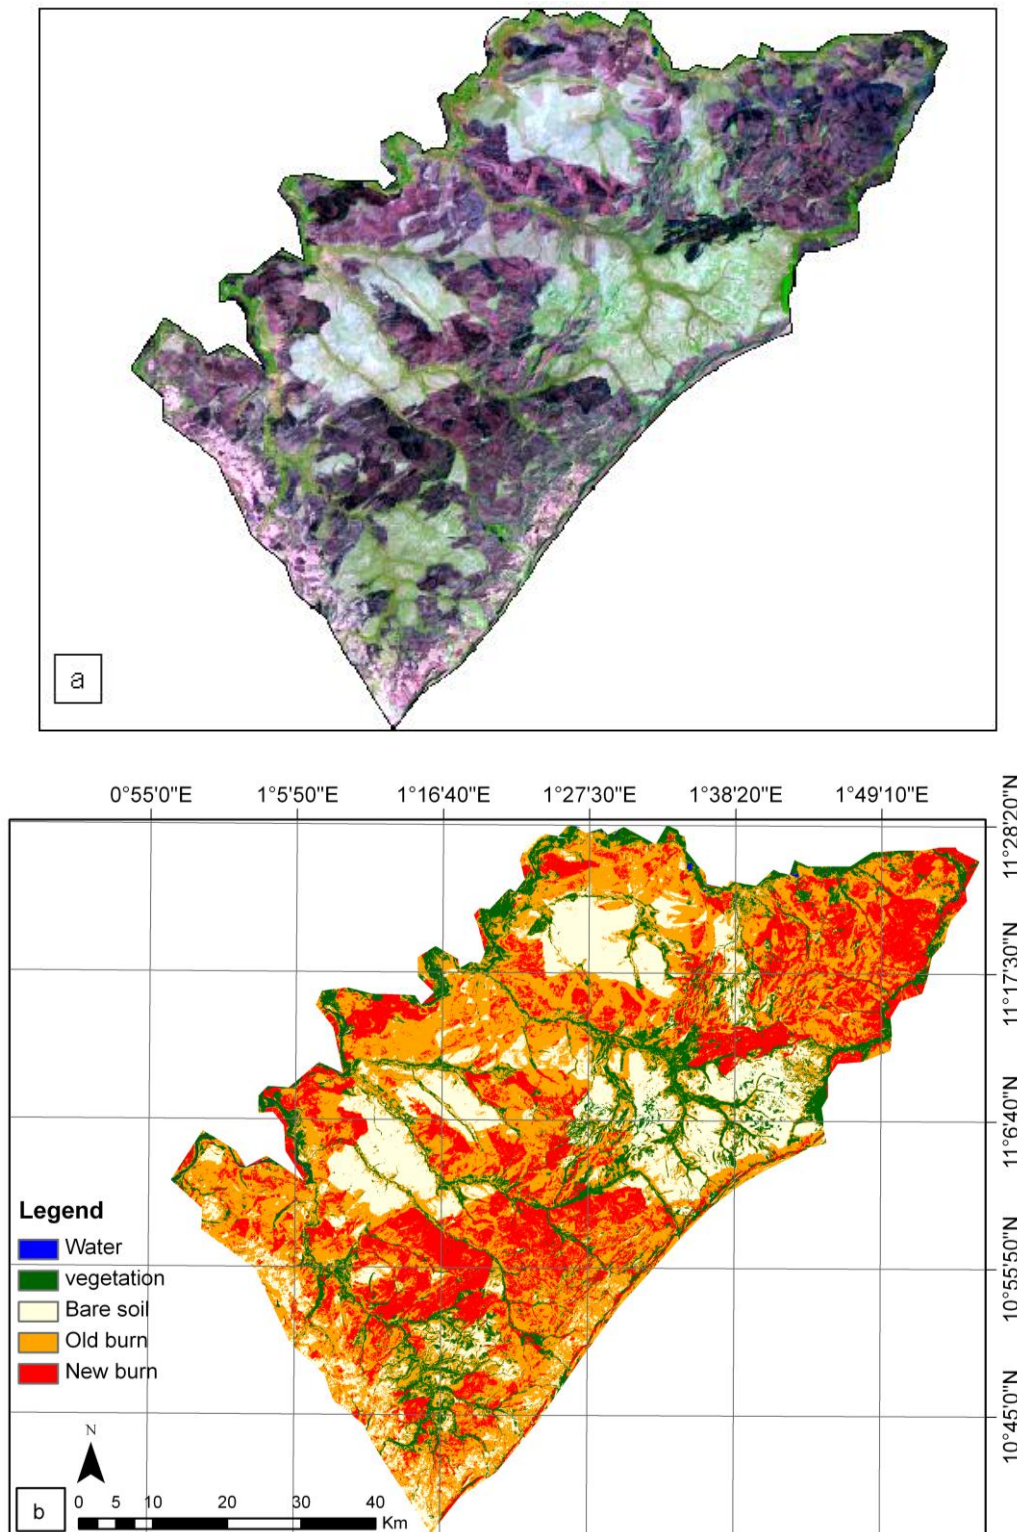 a
0°55'0"E 1°5'50"E 1°16'40"E 1°27'30"E 1°38'20"E 1°49'10"E
11°28'20"N
11°17'30"N
11°6'40"N
10°55'50"N
10°45'0"N
Legend
Water
vegetation
Bare soil
Old burn
New burn
N
0 5 10 20 30 40
Km
b